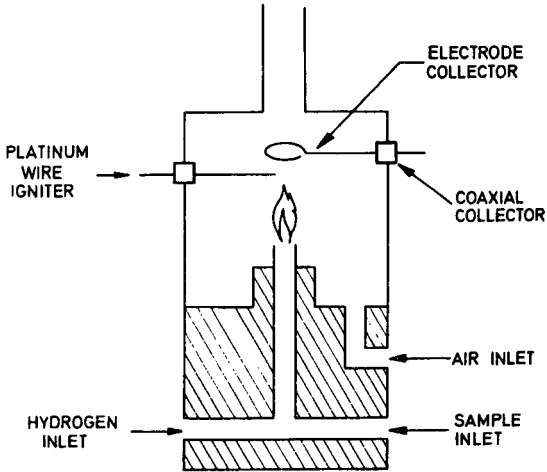 ELECTRODE
COLLECTOR
PLATINUM
WIRE
IGNITER
COAXIAL
COLLECTOR
AIR INLET
HYDROGEN
INLET
SAMPLE
INLET